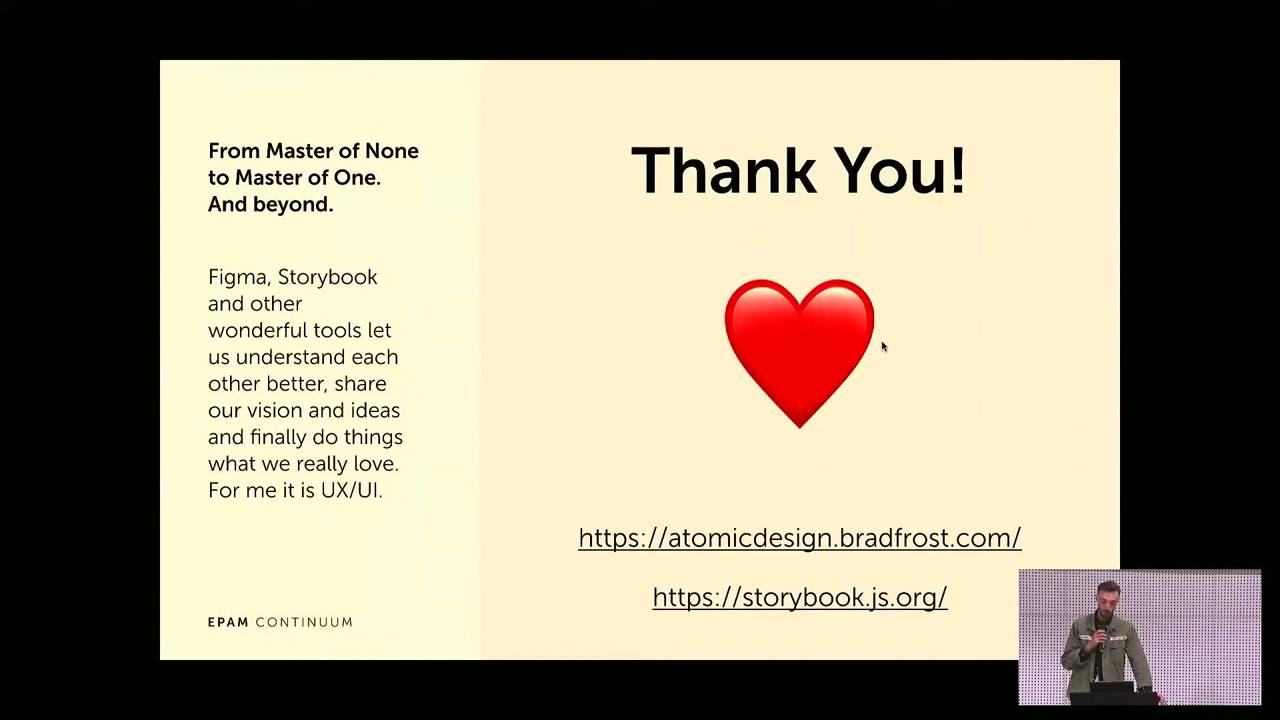 From Master of None
to Master of One.
And beyond.
Figma, Storybook
and other
wonderful tools let
us understand each
other better, share
our vision and ideas
and finally do things
what we really love.
For me it is UX/UI.
EPAM CONTINUUM
Thank You!
https://atomicdesign.bradfrost.com/
https://storybook.js.org/